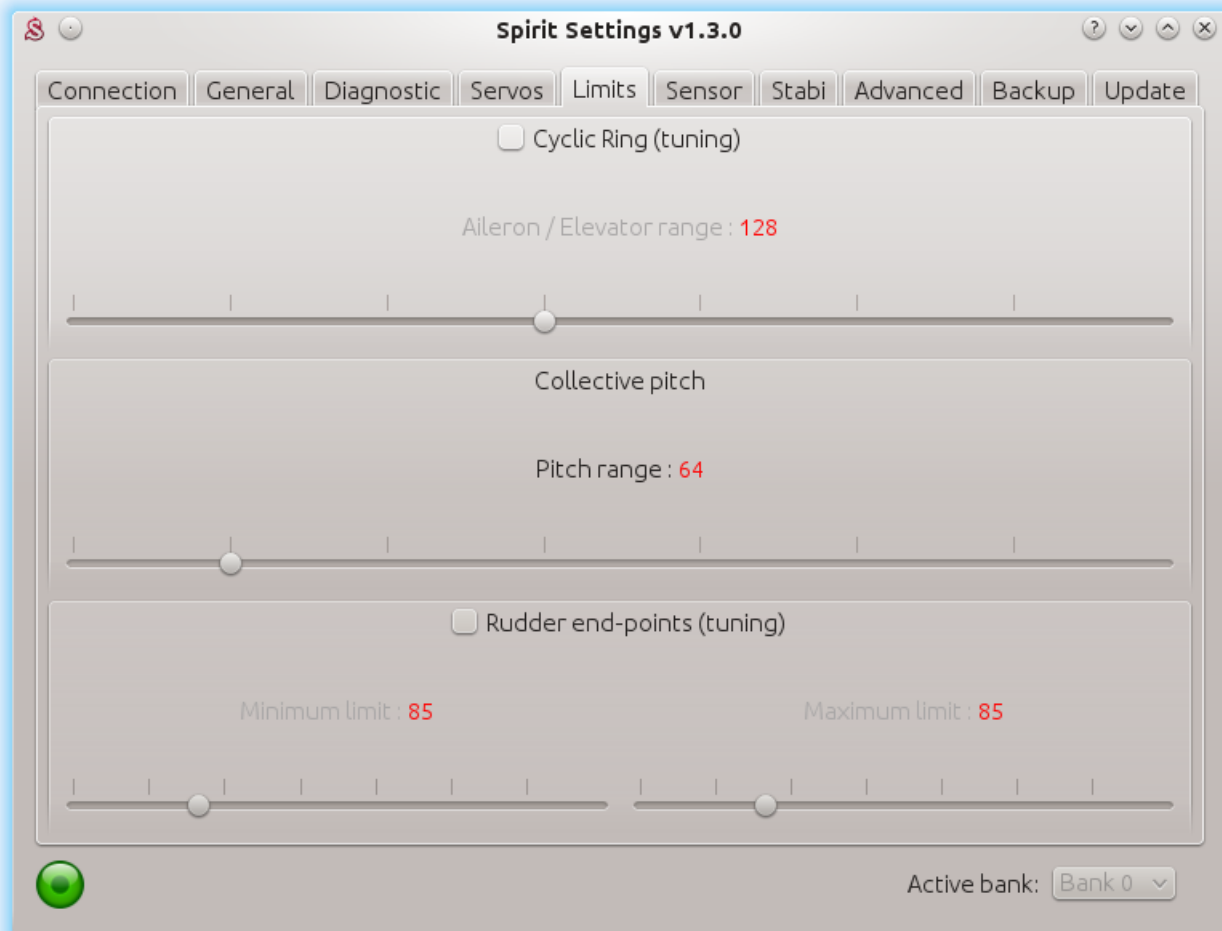 Spirit Settings v1.3.0
Connection General Diagnostic Servos Limits Sensor Stabi Advanced Backup Update
Cyclic Ring (tuning)
Aileron / Elevator range : 128
Collective pitch
Pitch range : 64
Rudder end-points (tuning)
Minimum limit : 85 Maximum limit : 85
Active bank: Bank 0